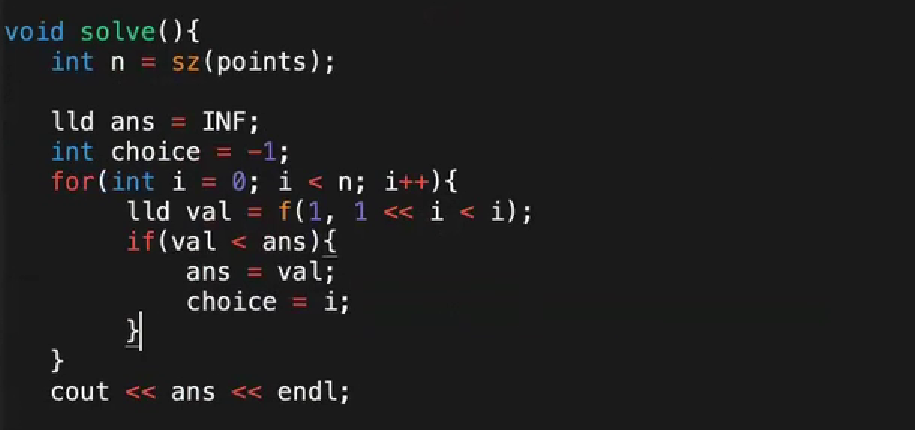 void solve(){
int n = sz(points);
lld ans = INF;
int choice = -1;
for(int i = 0; i < n; i++){
lld val = f(1, 1 << i < i);
if(val < ans){
ans = val;
choice = i;
}
}
cout << ans << endl;